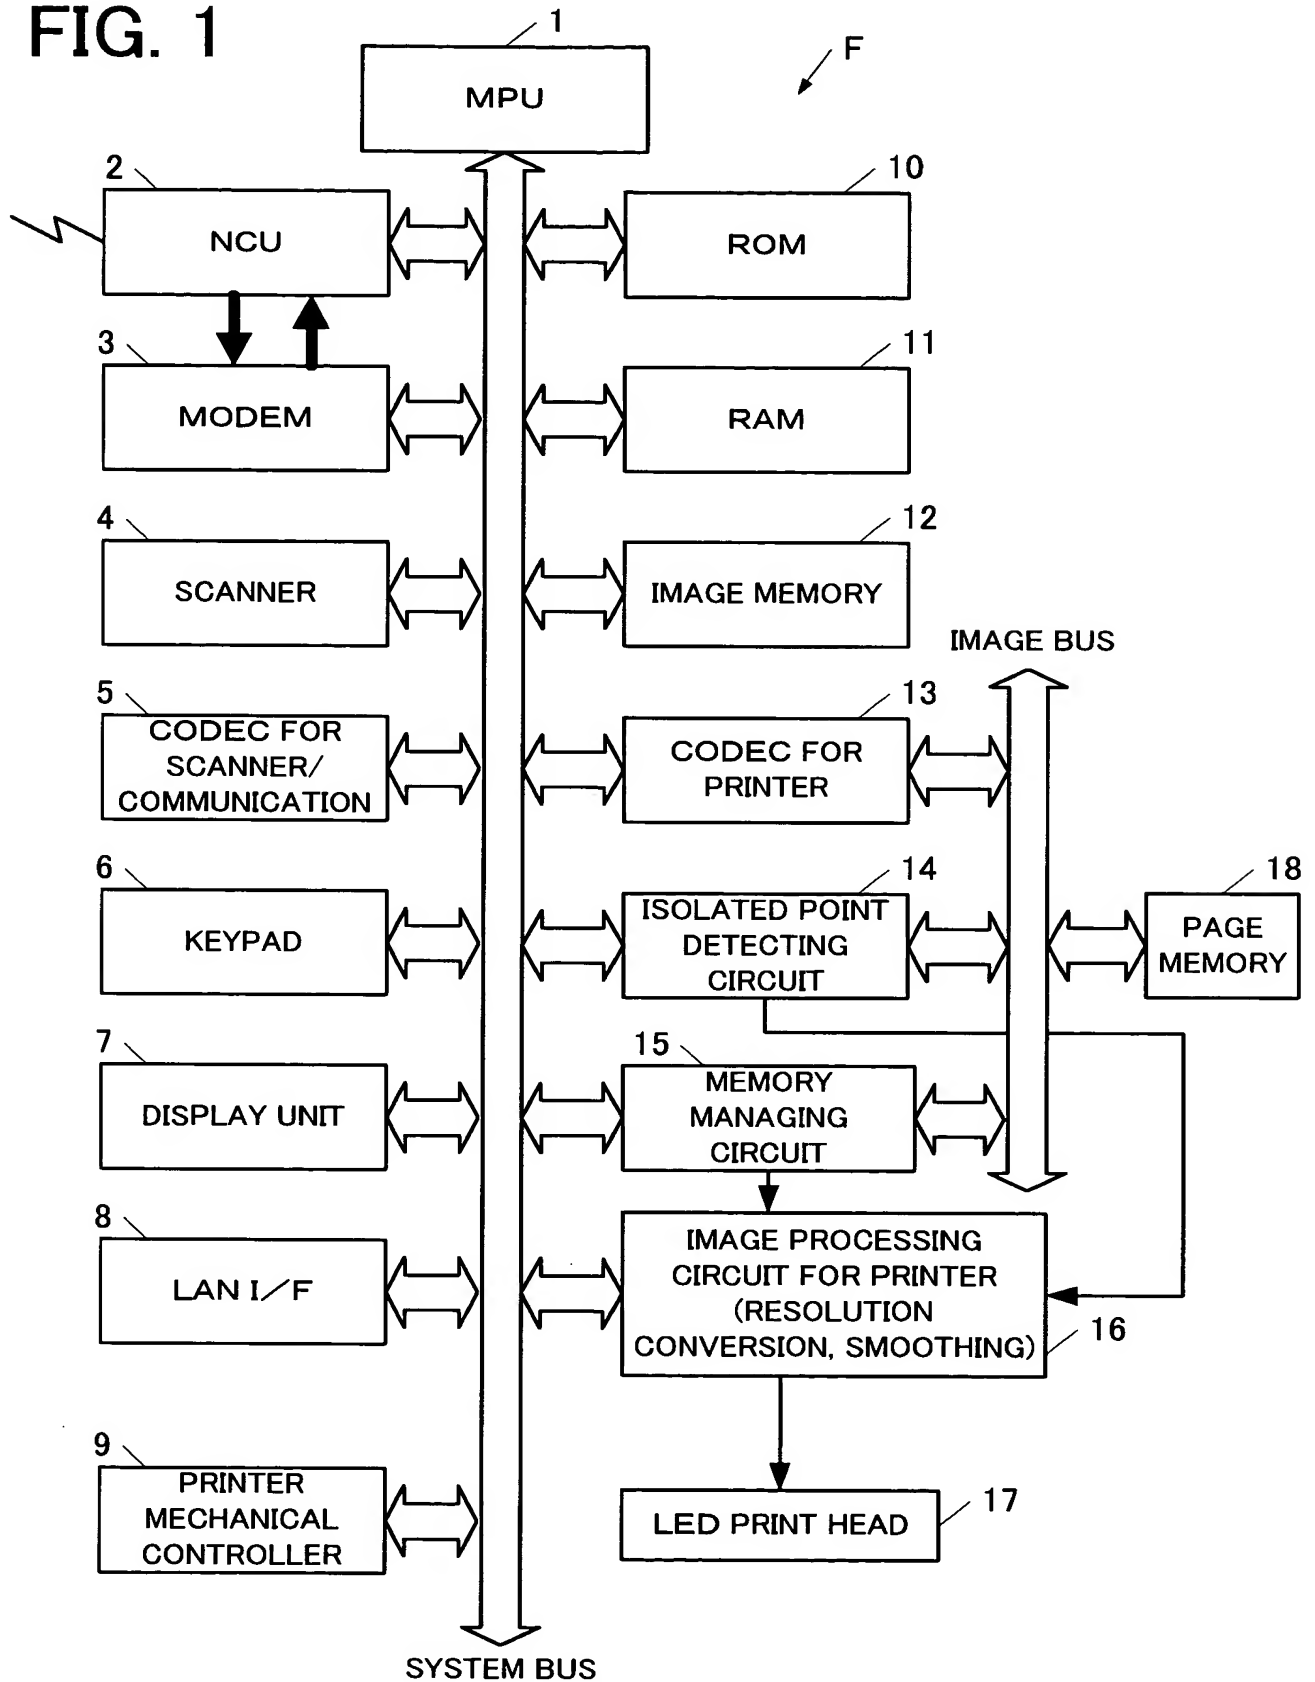 FIG. 1
1
F
MPU
2
NCU
10
ROM
3
MODEM
11
RAM
4
SCANNER
12
IMAGE MEMORY
IMAGE BUS
5
CODEC FOR
SCANNER/
COMMUNICATION
13
CODEC FOR
PRINTER
6
KEYPAD
14
ISOLATED POINT
DETECTING
CIRCUIT
18
PAGE
MEMORY
7
DISPLAY UNIT
15
MEMORY
MANAGING
CIRCUIT
8
LAN I/F
IMAGE PROCESSING
CIRCUIT FOR PRINTER
(RESOLUTION
CONVERSION, SMOOTHING)
16
9
PRINTER
MECHANICAL
CONTROLLER
LED PRINT HEAD
17
SYSTEM BUS